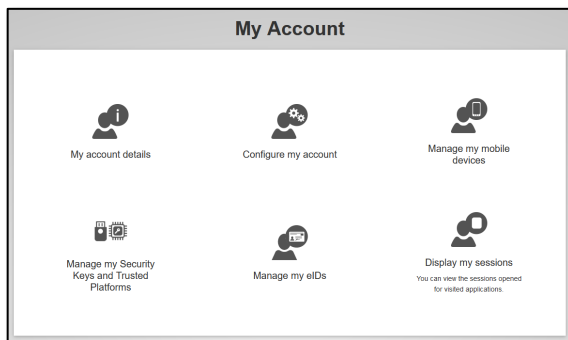 My Account
My account details
Configure my account
Manage my mobile
devices
Manage my Security
Keys and Trusted
Platforms
Manage my eIDs
Display my sessions
You can view the sessions opened
for visited applications